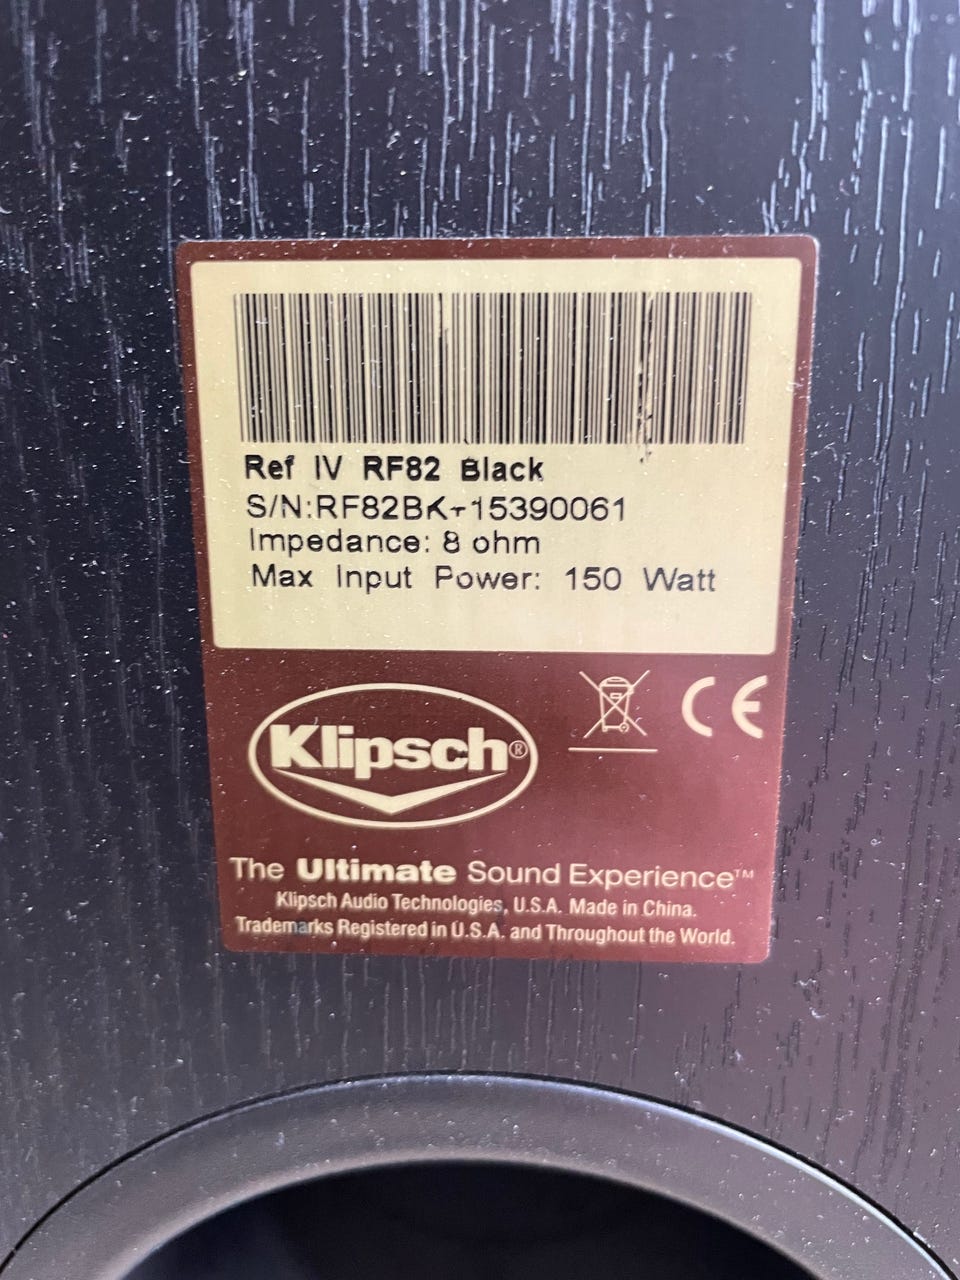 Ref IV RF82 Black
S/N:RF82BK-15390061
Impedance: 8 ohm
Max Input Power: 150 Watt
Klipsch®
CE
The Ultimate Sound Experience™
Klipsch Audio Technologies, U.S.A. Made in China.
Trademarks Registered in U.S.A. and Throughout the World.